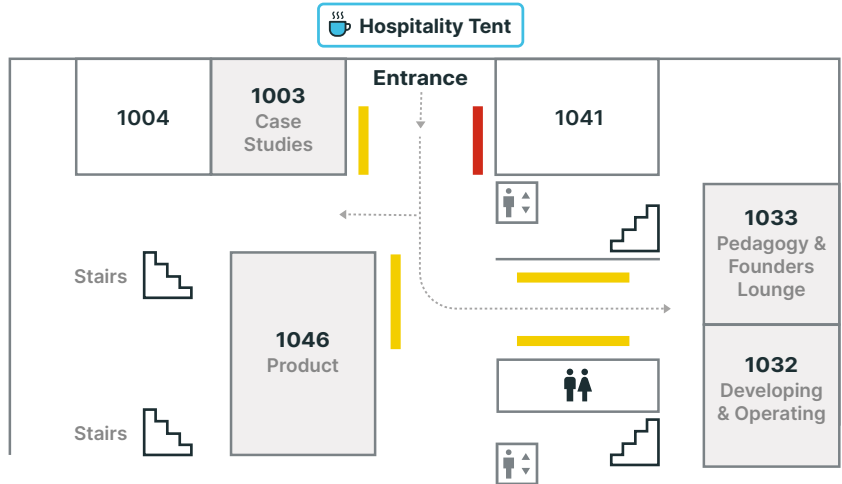 Hospitality Tent
Entrance
1004
1003
Case
Studies
1041
1033
Pedagogy &
Founders
Lounge
Stairs
1046
Product
1032
Developing
& Operating
Stairs